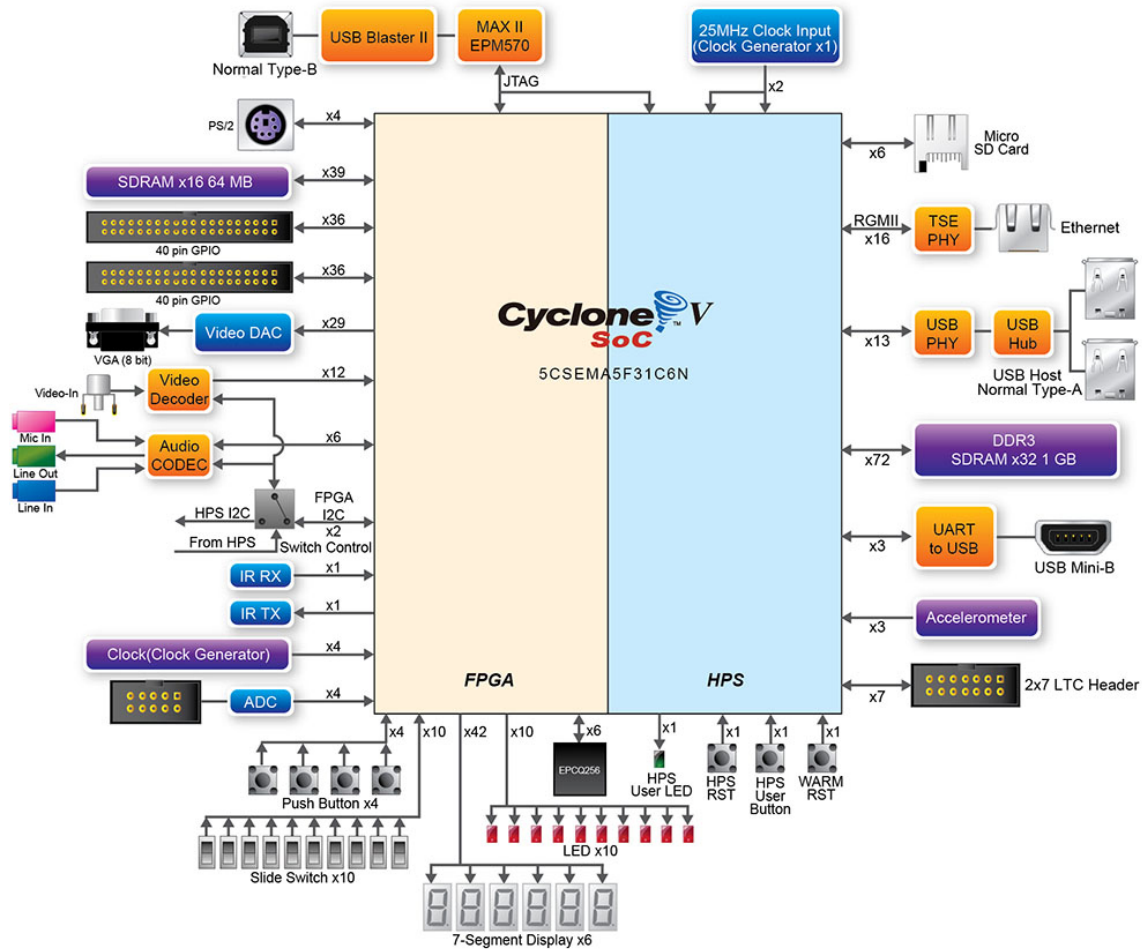 Normal Type-B
USB Blaster II
MAX II
EPM570
JTAG
25MHz Clock Input
(Clock Generator x1)
x2
PS/2
x4
SDRAM x16 64 MB
x39
40 pin GPIO
x36
40 pin GPIO
x36
VGA (8 bit)
Video DAC
x29
Video-In
Video
Decoder
x12
Mic In
Line Out
Line In
Audio
CODEC
x6
HPS I2C
From HPS
FPGA
I2C
x2
Switch Control
IR RX
x1
IR TX
x1
Clock(Clock Generator)
x4
ADC
x4
Cyclone V
TM
SoC
5CSEMA5F31C6N
FPGA
HPS
x6
Micro
SD Card
RGMII
x16
TSE
PHY
Ethernet
x13
USB
PHY
USB
Hub
USB Host
Normal Type-A
x72
DDR3
SDRAM x32 1 GB
x3
UART
to USB
USB Mini-B
x3
Accelerometer
x7
2x7 LTC Header
x4
x10
x42
x10
x6
x1
x1
x1
x1
Push Button x4
Slide Switch x10
7-Segment Display x6
LED x10
EPCQ256
HPS
User LED
HPS
RST
HPS
User
Button
WARM
RST